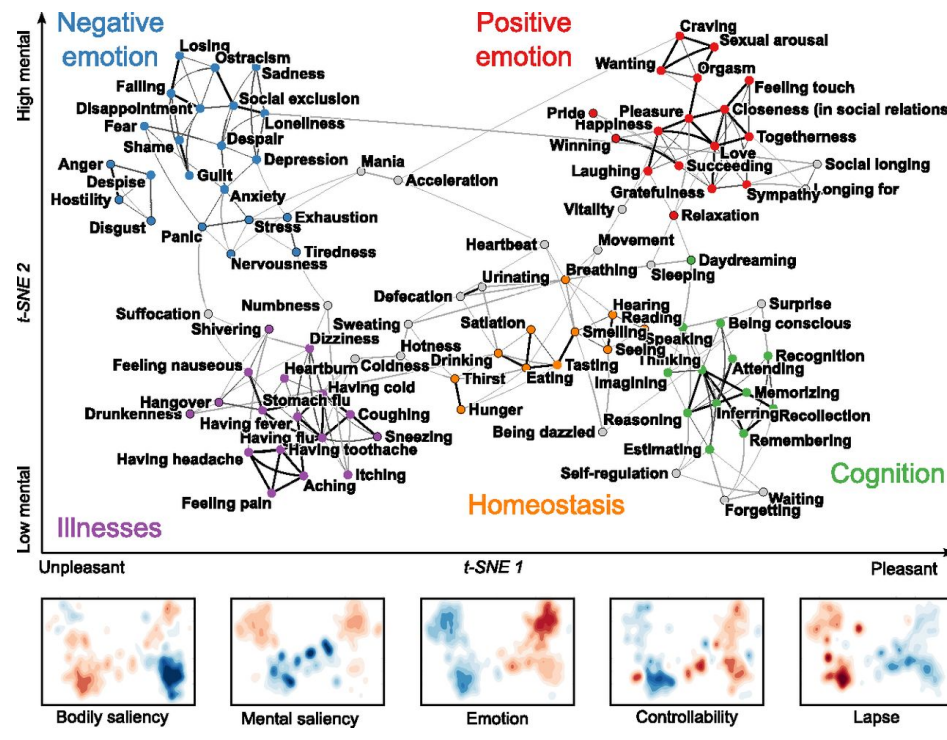 Negative
emotion
Positive
emotion
Losing
Ostracism
Sadness
Failing
Disappointment
Social exclusion
Loneliness
Fear
Shame
Despair
Depression
Anger
Despise
Guilt
Hostility
Anxiety
Disgust
Panic
Stress
Exhaustion
Nervousness
Tiredness
Mania
Acceleration
Craving
Sexual arousal
Wanting
Orgasm
Feeling touch
Pride
Pleasure
Closeness (in social relations
Happiness
Winning
Togetherness
Love
Laughing
Succeeding
Social longing
Gratefulness
Sympathy
Longing for
Vitality
Relaxation
Heartbeat
Movement
Breathing
Sleeping
Daydreaming
Urinating
Defecation
Suffocation
Numbness
Sweating
Satiation
Hearing
Reading
Smelling
Speaking
Surprise
Being conscious
Shivering
Dizziness
Hotness
Coldness
Drinking
Seeing
Thinking
Attending
Recognition
Feeling nauseous
Heartburn
Having cold
Thirst
Eating
Tasting
Imagining
Memorizing
Hangover
Stomach flu
Drunkenness
Coughing
Hunger
Reasoning
Inferring
Recollection
Having fever
Having flu
Sneezing
Being dazzled
Remembering
Having toothache
Estimating
Having headache
Aching
Itching
Self-regulation
Cognition
Feeling pain
Waiting
Forgetting
Illnesses
Homeostasis
High mental
t-SNE 2
Low mental
Unpleasant
t-SNE 1
Pleasant
Bodily saliency
Mental saliency
Emotion
Controllability
Lapse